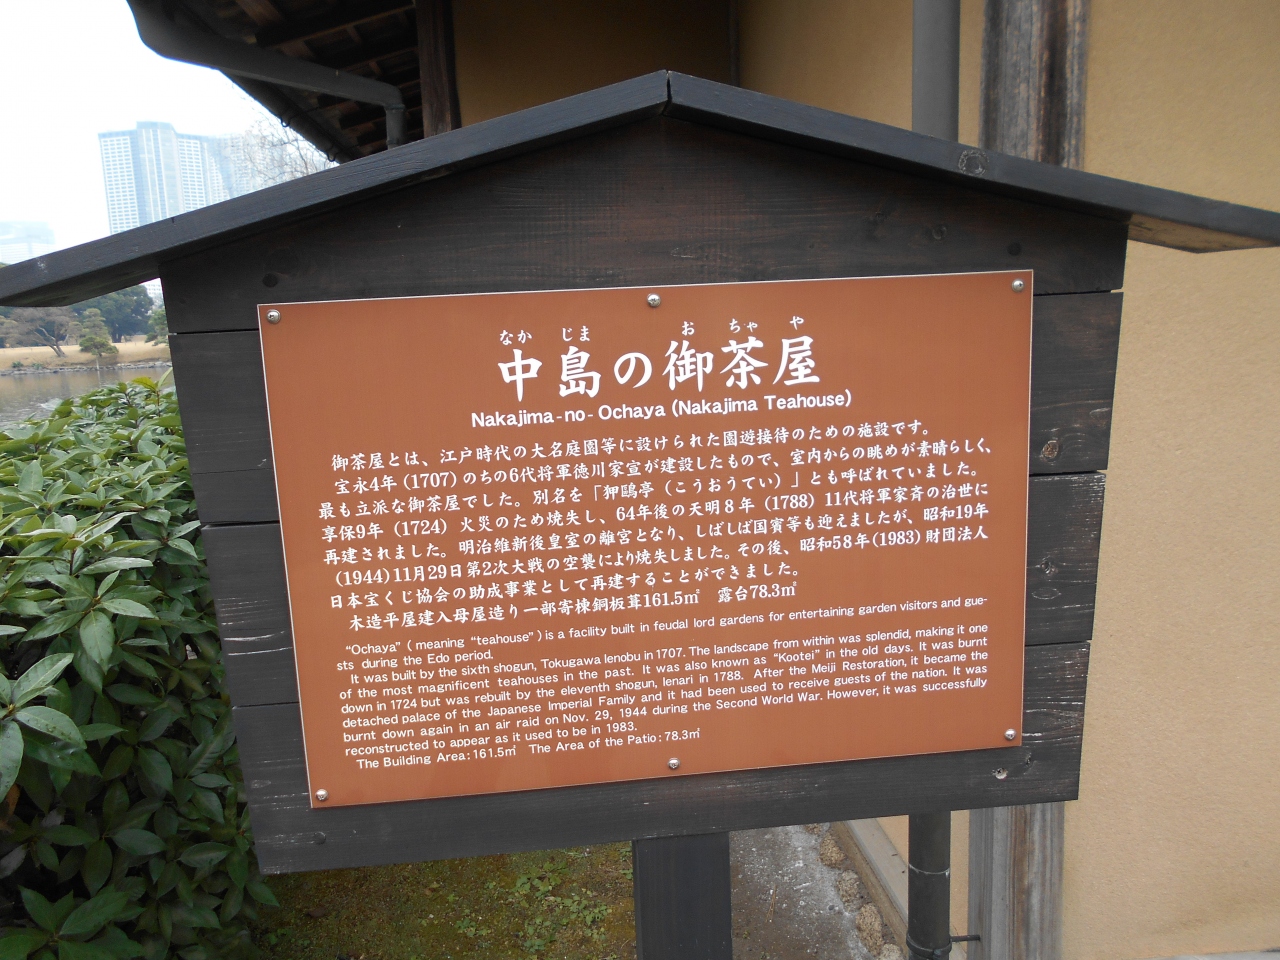 なか じま お ちゃ や
中島の御茶屋
Nakajima-no-Ochaya (Nakajima Teahouse)
御茶屋とは、江戸時代の大名庭園等に設けられた園遊接待のための施設です。
宝永4年(1707)のちの6代将軍徳川家宣が建設したもので、室内からの眺めが素晴らしく、
最も立派な御茶屋でした。別名を「狎鷗亭（こうおうてい）」とも呼ばれていました。
享保9年（1724）火災のため焼失し、64年後の天明8年（1788）11代将軍家斉の治世に
再建されました。明治維新後皇室の離宮となり、しばしば国賓等も迎えましたが、昭和19年
(1944)11月29日第2次大戦の空襲により焼失しました。その後、昭和58年(1983)財団法人
日本宝くじ協会の助成事業として再建することができました。
木造平屋建入母屋造り一部寄棟銅板葺161.5㎡ 露台78.3㎡
"Ochaya" ( meaning "teahouse" ) is a facility built in feudal lord gardens for entertaining garden visitors and gue-
sts during the Edo period.
It was built by the sixth shogun, Tokugawa Ienobu in 1707. The landscape from within was splendid, making it one
of the most magnificent teahouses in the past. It was also known as "Kootei" in the old days. It was burnt
down in 1724 but was rebuilt by the eleventh shogun, Ienari in 1788. After the Meiji Restoration, it became the
detached palace of the Japanese Imperial Family and it had been used to receive guests of the nation. It was
burnt down again in an air raid on Nov. 29, 1944 during the Second World War. However, it was successfully
reconstructed to appear as it used to be in 1983.
The Building Area: 161.5㎡ The Area of the Patio: 78.3㎡